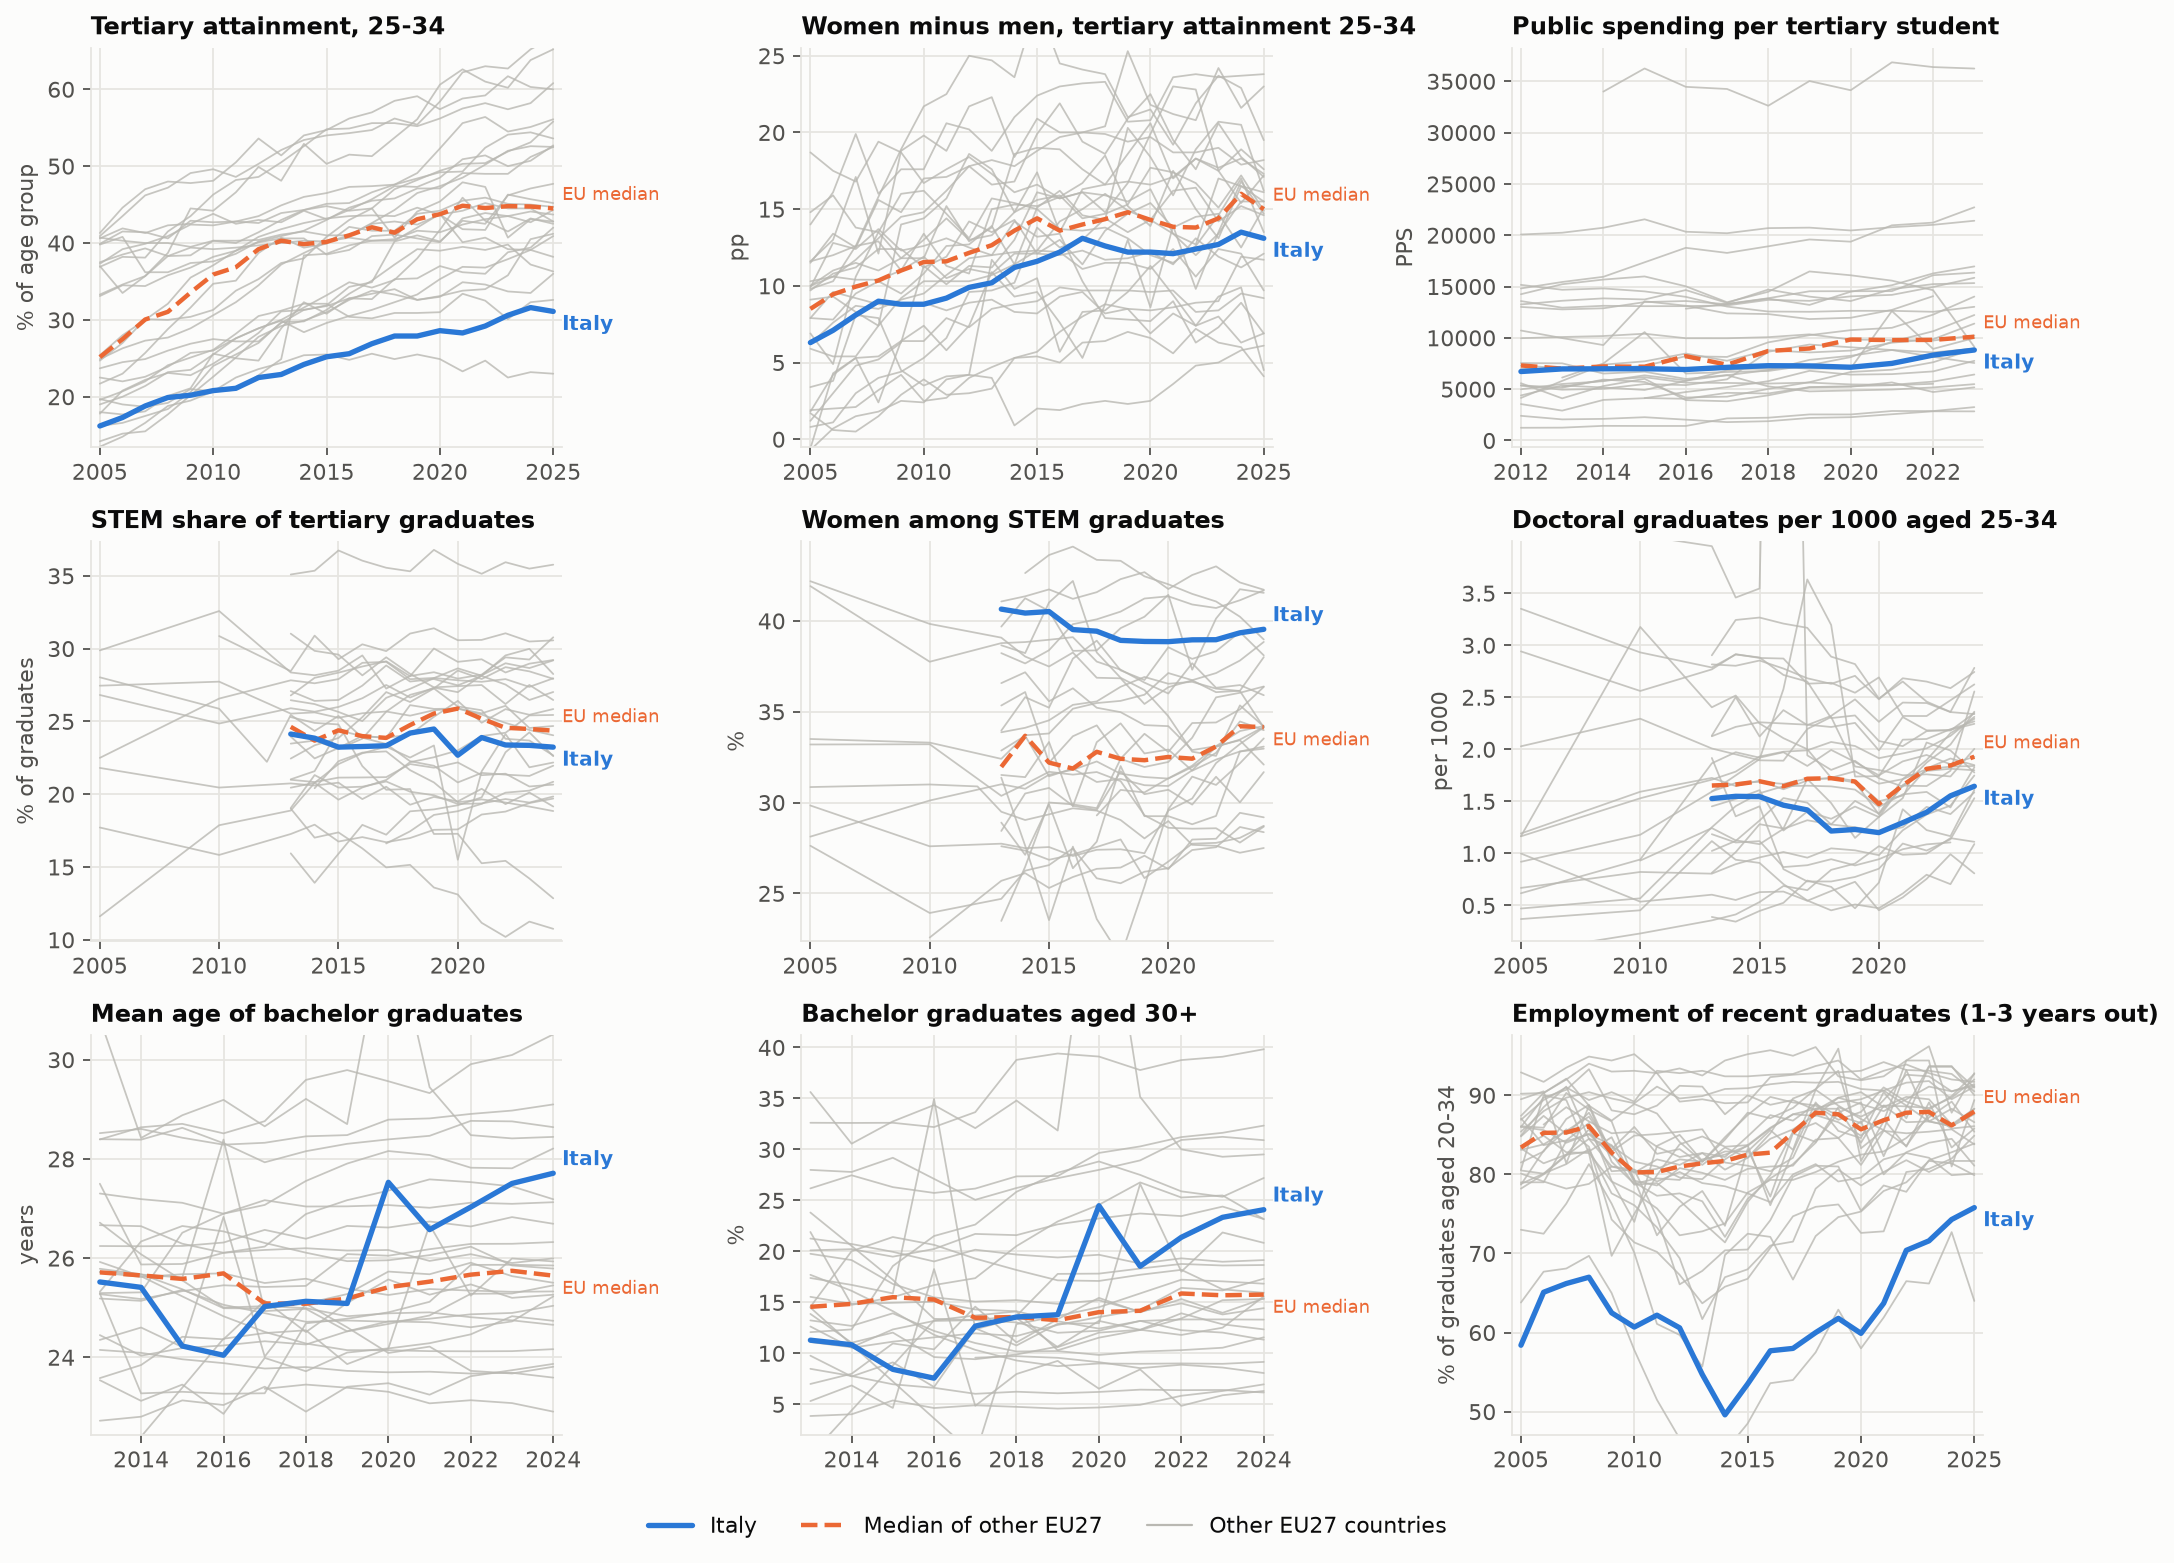 Tertiary attainment, 25-34
Women minus men, tertiary attainment 25-34
Public spending per tertiary student
% of age group
60
50
40
30
20
2005 2010 2015 2020 2025
EU median
Italy
pp
25
20
15
10
5
0
2005 2010 2015 2020 2025
EU median
Italy
PPS
35000
30000
25000
20000
15000
10000
5000
0
2012 2014 2016 2018 2020 2022
EU median
Italy
STEM share of tertiary graduates
Women among STEM graduates
Doctoral graduates per 1000 aged 25-34
% of graduates
35
30
25
20
15
10
2005 2010 2015 2020
EU median
Italy
%
40
35
30
25
2005 2010 2015 2020
Italy
EU median
per 1000
3.5
3.0
2.5
2.0
1.5
1.0
0.5
2005 2010 2015 2020
EU median
Italy
Mean age of bachelor graduates
Bachelor graduates aged 30+
Employment of recent graduates (1-3 years out)
years
30
28
26
24
2014 2016 2018 2020 2022 2024
Italy
EU median
%
40
35
30
25
20
15
10
5
2014 2016 2018 2020 2022 2024
Italy
EU median
% of graduates aged 20-34
90
80
70
60
50
2005 2010 2015 2020 2025
EU median
Italy
Italy
Median of other EU27
Other EU27 countries